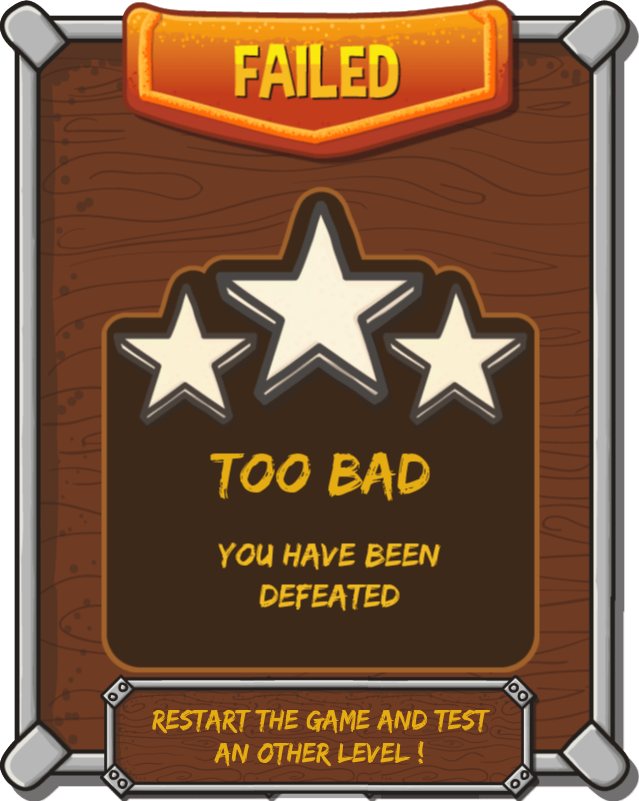 FAILED
TOO BAD
YOU HAVE BEEN
DEFEATED
RESTART THE GAME AND TEST
AN OTHER LEVEL !